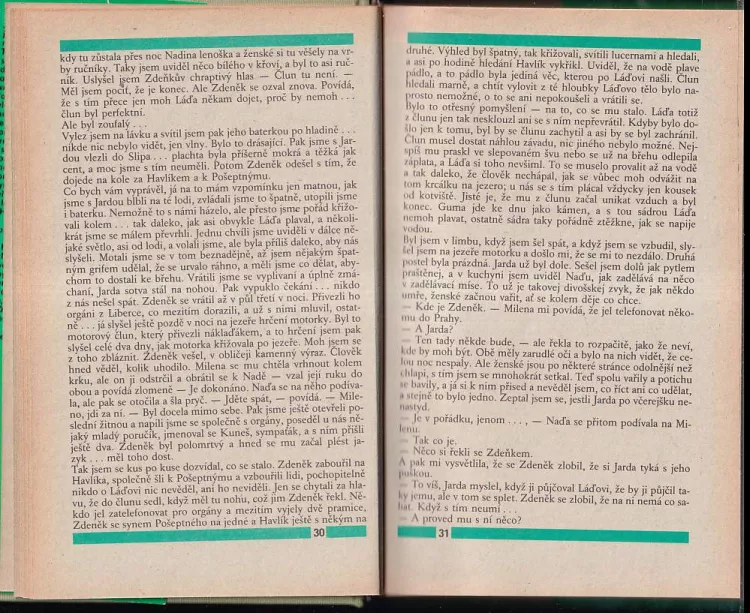 kdy tu zůstala přes noc Nadina lenoška a ženské si tu věšely na vr-
by ručníky. Taky jsem uviděl něco bílého v křoví, a byl to asi ruč-
ník. Uslyšel jsem Zdeňkův chraptivý hlas — Člun tu není. —
Měl jsem pocit, že je konec. Ale Zdeněk se ozval znova. Povídá,
že s tím přece jen moh Láďa někam dojet, proč by nemoh . . .
člun byl perfektní.
Ale byl zoufalý . . .
Vylez jsem na lávku a svítil jsem pak jeho baterkou po hladině . . .
nikde nic nebylo vidět, jen vlny. Bylo to drásající. Pak jsme s Jar-
dou vlezli do Slipa . . . plachta byla příšerně mokrá a těžká jak
cent, a moc jsme s tím neuměli. Potom Zdeněk odešel s tím, že
dojede na kole za Havlíkem a k Pošeptnýmu.
Co bych vám vyprávěl, já na to mám vzpomínku jen matnou, jak
jsme s Jardou blbli na té lodi, zvládali jsme to špatně, utopili jsme
i baterku. Nemožně to s námi házelo, ale přesto jsme pořád křižo-
vali kolem . . . tak daleko, jak asi obvykle Láďa plaval, a několi-
krát jsme se málem převrhli. Jednu chvíli jsme uviděli v dálce ně-
jaké světlo, asi od lodi, a volali jsme, ale byla příliš daleko, aby nás
slyšeli. Motali jsme se v tom beznadějně, až jsem nějakým špat-
ným grifem udělal, že se urvalo ráhno, a měli jsme co dělat, aby-
chom to dostali ke břehu. Vrátili jsme se vyplivaní a úplně zmá-
chaní, Jarda sotva stál na nohou. Pak vypuklo čekání . . . nikdo
z nás nešel spát. Zdeněk se vrátil až v půl třetí v noci. Přivezli ho
orgáni z Liberce, co mezitím dorazili, a už s nimi mluvil, ostat-
ně . . . já slyšel ještě pozdě v noci na jezeře hrčení motorky. Byl to
motorový člun, který přivezli náklaďákem, a to hrčení jsem pak
slyšel celé dva dny, jak motorka křižovala po jezeře. Moh jsem se
z toho zbláznit. Zdeněk vešel, v obličeji kamenný výraz. Člověk
hned věděl, kolik uhodilo. Milena se mu chtěla vrhnout kolem
krku, ale on ji odstrčil a obrátil se k Nadě — vzal její ruku do
obou a povídá zlomeně — Je dokonáno. Naďa se na něho podíva-
la, ale pak se otočila a šla pryč. — Jděte spát, — povídá. — Mile-
no, jdi za ní. — Byl docela mimo sebe. Pak jsme ještě otevřeli po-
slední žitnou a napili jsme se společně s orgány, poseděl u nás ně-
jaký mladý poručík, jmenoval se Kuneš, sympaťák, a s ním přišli
ještě dva. Zdeněk byl polomrtvý a hned se mu začal plést ja-
zyk . . . měl toho dost.
Tak jsem se kus po kuse dozvídal, co se stalo. Zdeněk zabouřil na
Havlíka, společně šli k Pošeptnýmu a vzbouřili lidi, pochopitelně
nikdo o Láďovi nic nevěděl, ani ho neviděli. Jen se chytali za hla-
vu, že do člunu sedl, když měl tu nohu, což jim Zdeněk řekl. Ně-
kdo jel zatelefonovat pro orgány a mezitím vyjely dvě pramice,
Zdeněk se synem Pošeptného na jedné a Havlík ještě s někým na
30
druhé. Výhled byl špatný, tak křižovali, svítili lucernami a hledali,
a asi po hodině hledání Havlík vykřikl. Uviděl, že na vodě plave
pádlo, a to pádlo byla jediná věc, kterou po Láďovi našli. Člun
hledali marně, a chtít vylovit z té hloubky Láďovo tělo bylo na-
prosto nemožné, o to se ani nepokoušeli a vrátili se.
Bylo to otřesný pomyšlení — na to, co se mu stalo. Láďa totiž
z člunu jen tak nesklouzl ani se s ním nepřevrátil. Kdyby bylo do-
šlo jen k tomu, byl by se člunu zachytil a asi by se byl zachránil.
Člun musel dostat náhlou závadu, nic jiného nebylo možné. Nej-
spíš mu praskl ve slepovaném švu nebo se už na břehu odlepila
záplata, a Láďa si toho nevšiml. To se muselo provalit až na vodě
a tak daleko, že člověk nechápal, jak se vůbec moh odvážit na
tom krcálku na jezero; u nás se s tím plácal vždycky jen kousek
od kotviště. Jisté je, že mu z člunu začal unikat vzduch a byl
konec. Guma jde ke dnu jako kámen, a s tou sádrou Láďa
nemoh plavat, ostatně sádra taky pořádně ztěžkne, jak se napije
vodou.
Byl jsem v limbu, když jsem šel spát, a když jsem se vzbudil, sly-
šel jsem na jezeře motorku a došlo mi, že se mi to nezdálo. Druhá
postel byla prázdná. Jarda už byl dole. Sešel jsem dolů jak pytlem
praštěnej, a v kuchyni jsem uviděl Naďu, jak zadělává na něco
v zadělávací míse. To už je takovej divošskej zvyk, že jak někdo
umře, ženské začnou vařit, ať se kolem děje co chce.
— Kde je Zdeněk. — Milena mi povídá, že jel telefonovat něko-
mu do Prahy.
— A Jarda?
— Ten tady někde bude, — ale řekla to rozpačitě, jako že neví,
kde by moh být. Obě měly zarudlé oči a bylo na nich vidět, že ce-
lou noc nespaly. Ale ženské jsou po některé stránce odolnější než
chlapi, s tím jsem se mnohokrát setkal. Teď spolu vařily a potichu
se bavily, a já si k nim přised a nevěděl jsem, co říct ani co udělat,
a stejně to bylo jedno. Zeptal jsem se, jestli Jarda po včerejšku ne-
nastyd.
— Je v pořádku, jenom . . . , — Naďa se přitom podívala na Mi-
lenu.
— Tak co je.
— Něco si řekli se Zdeňkem.
A pak mi vysvětlila, že se Zdeněk zlobil, že si Jarda tyká s jeho
puškou.
— To víš, Jarda myslel, když ji půjčoval Láďovi, že by ji půjčil ta-
ky jemu, ale v tom se splet. Zdeněk se zlobil, že na ni nemá co sa-
hat. Když s tím neumí . . .
— A proved mu s ní něco?
31